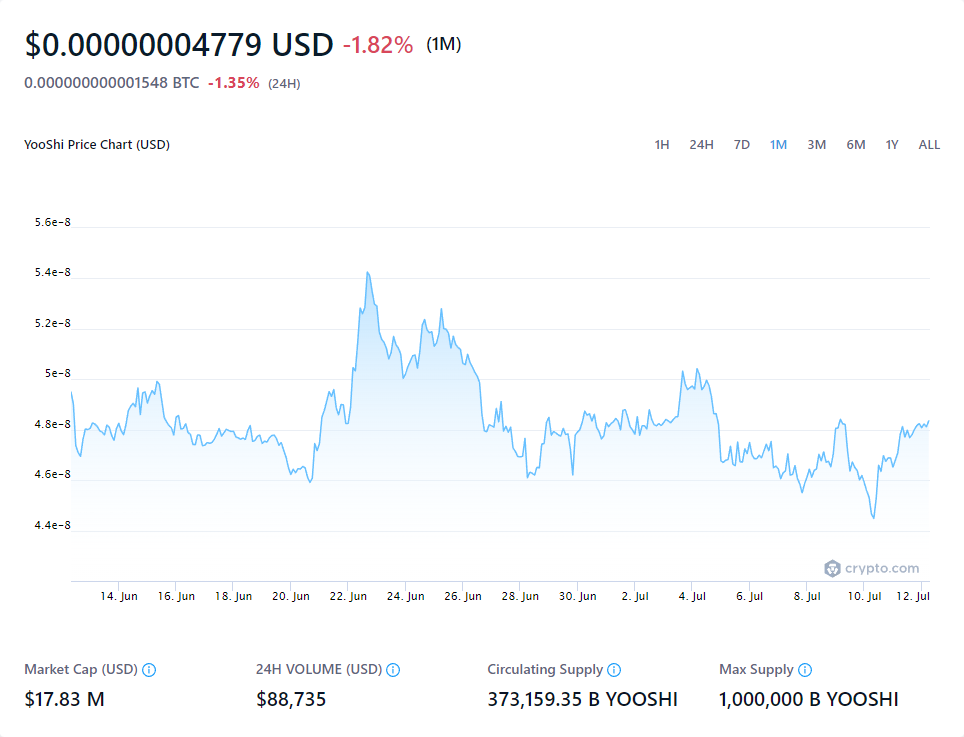 $0.00000004779 USD -1.82% (1M)
0.000000000001548 BTC -1.35% (24H)
YooShi Price Chart (USD) 1H 24H 7D 1M 3M 6M 1Y ALL
5.6e-8
5.4e-8
5.2e-8
5e-8
4.8e-8
4.6e-8
4.4e-8
crypto.com
14. Jun 16. Jun 18. Jun 20. Jun 22. Jun 24. Jun 26. Jun 28. Jun 30. Jun 2. Jul 4. Jul 6. Jul 8. Jul 10. Jul 12. Jul
Market Cap (USD) 24H VOLUME (USD) Circulating Supply Max Supply
$17.83 M $88,735 373,159.35 B YOOSHI 1,000,000 B YOOSHI